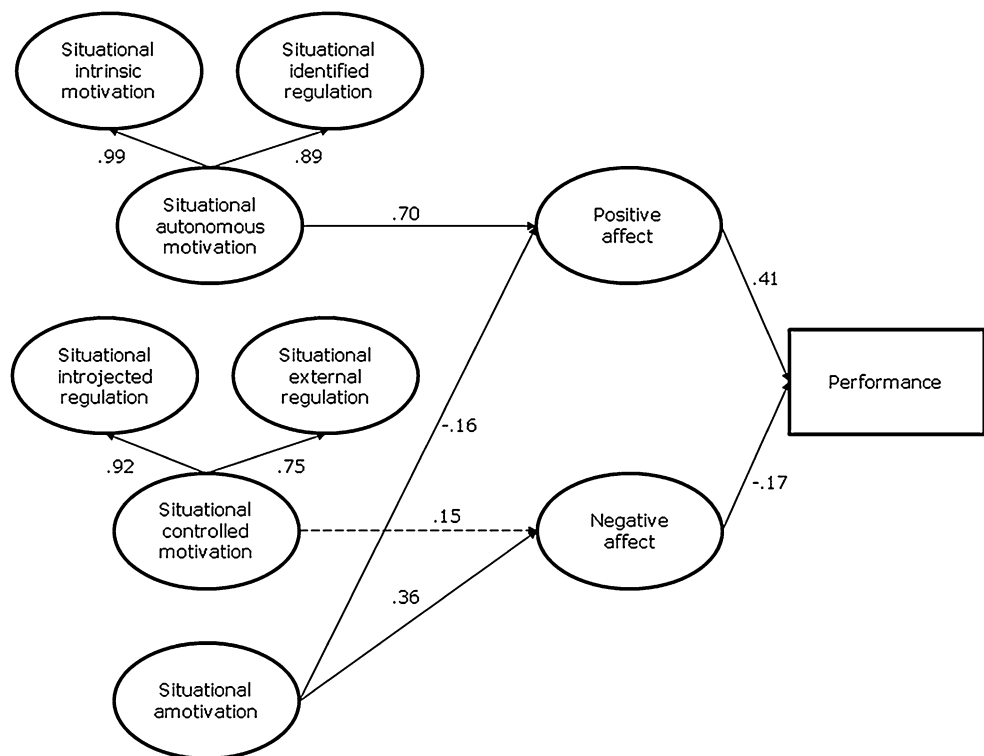 Situational
intrinsic
motivation
Situational
identified
regulation
.99
.89
Situational
autonomous
motivation
.70
Positive
affect
.41
Situational
introjected
regulation
Situational
external
regulation
Performance
-.16
.92
.75
-.17
Situational
controlled
motivation
.15
Negative
affect
.36
Situational
amotivation